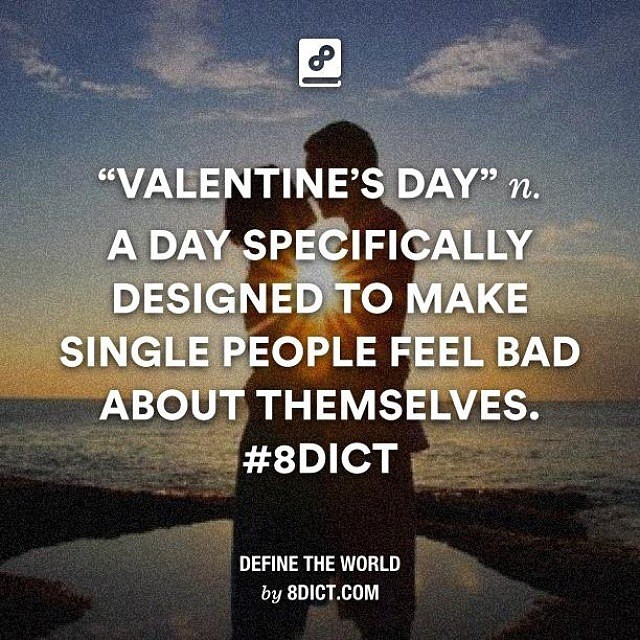 “VALENTINE’S DAY” n.
A DAY SPECIFICALLY
DESIGNED TO MAKE
SINGLE PEOPLE FEEL BAD
ABOUT THEMSELVES.
#8DICT
DEFINE THE WORLD
by 8DICT.COM